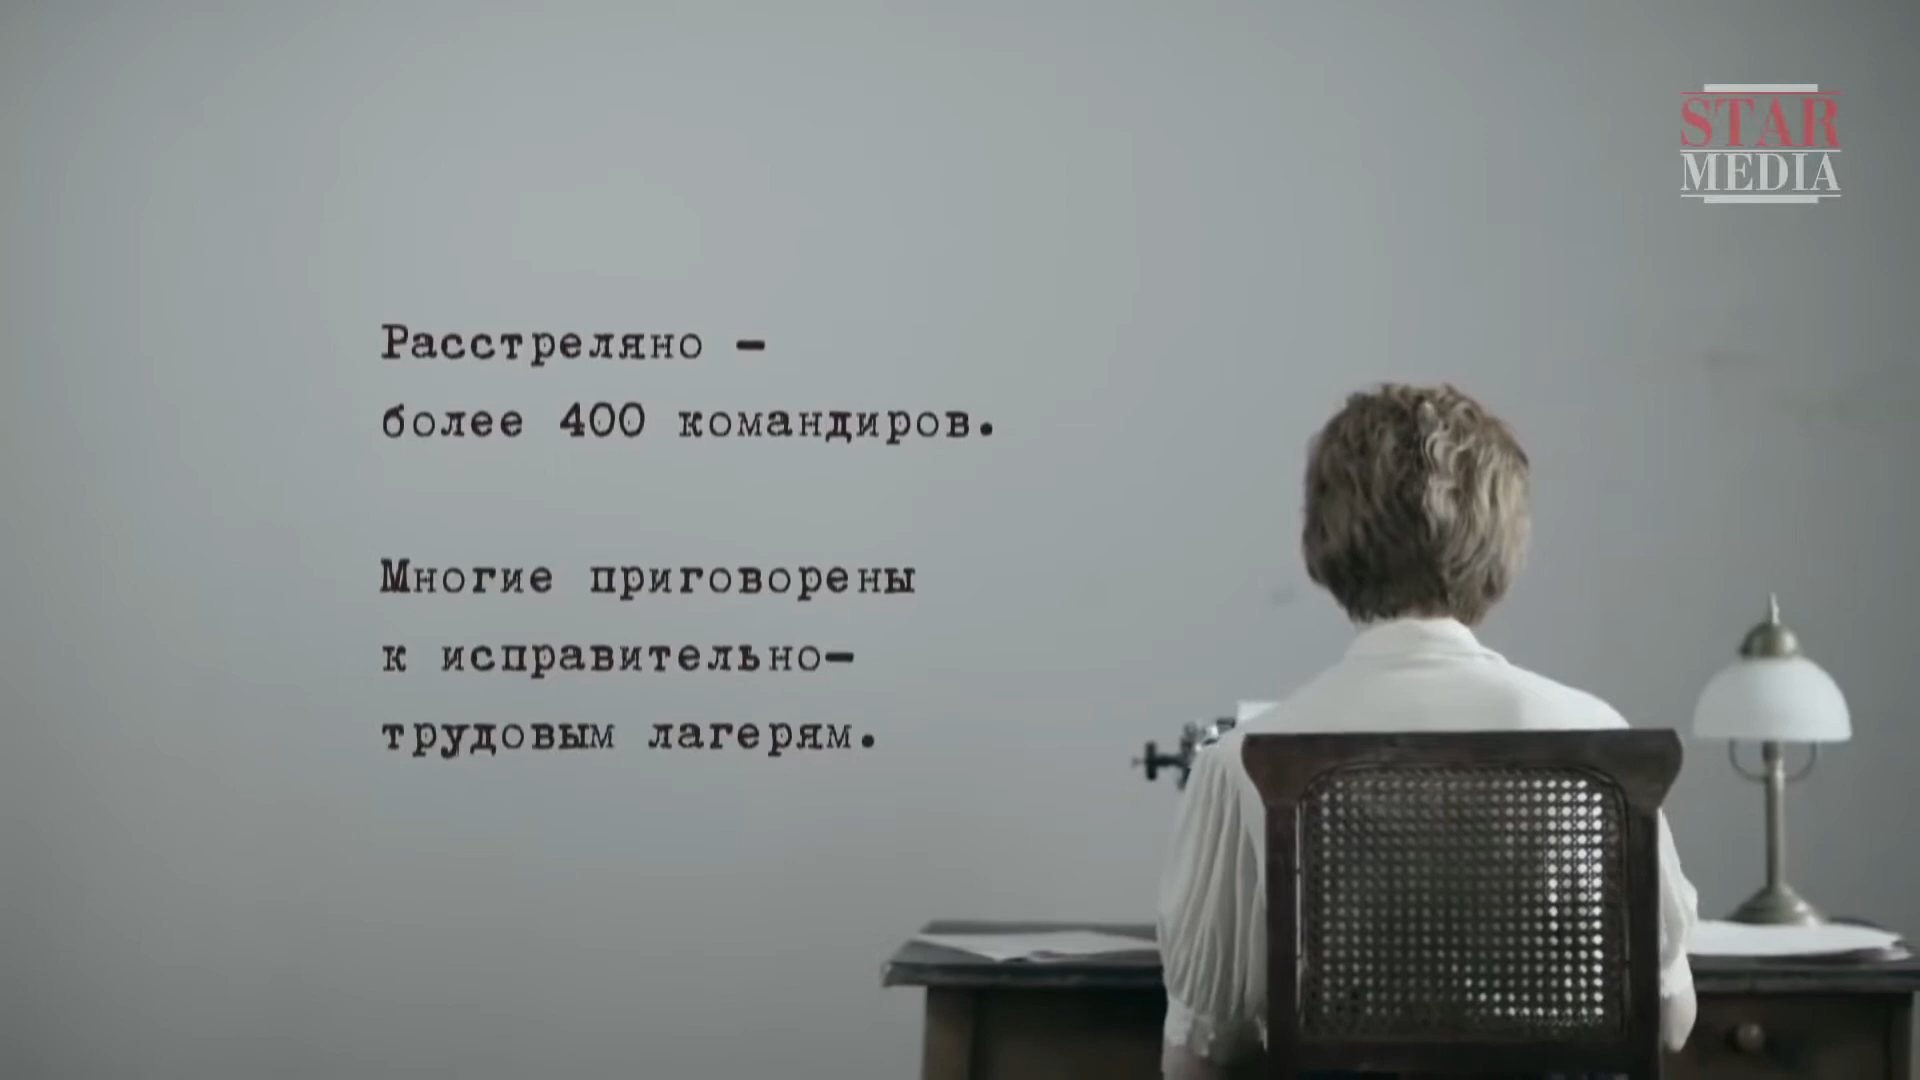 STAR
MEDIA
Расстреляно –
более 400 командиров.
Многие приговорены
к исправительно-
трудовым лагерям.